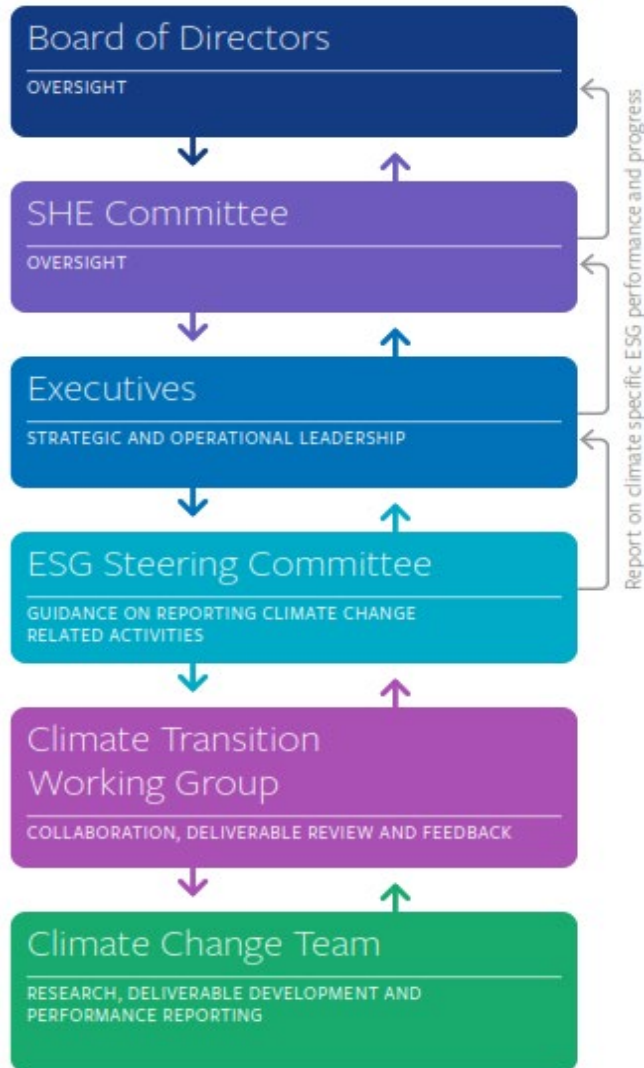 Board of Directors
OVERSIGHT
SHE Committee
OVERSIGHT
Executives
STRATEGIC AND OPERATIONAL LEADERSHIP
ESG Steering Committee
GUIDANCE ON REPORTING CLIMATE CHANGE
RELATED ACTIVITIES
Climate Transition
Working Group
COLLABORATION, DELIVERABLE REVIEW AND FEEDBACK
Climate Change Team
RESEARCH, DELIVERABLE DEVELOPMENT AND
PERFORMANCE REPORTING
Report on climate specific ESG performance and progress